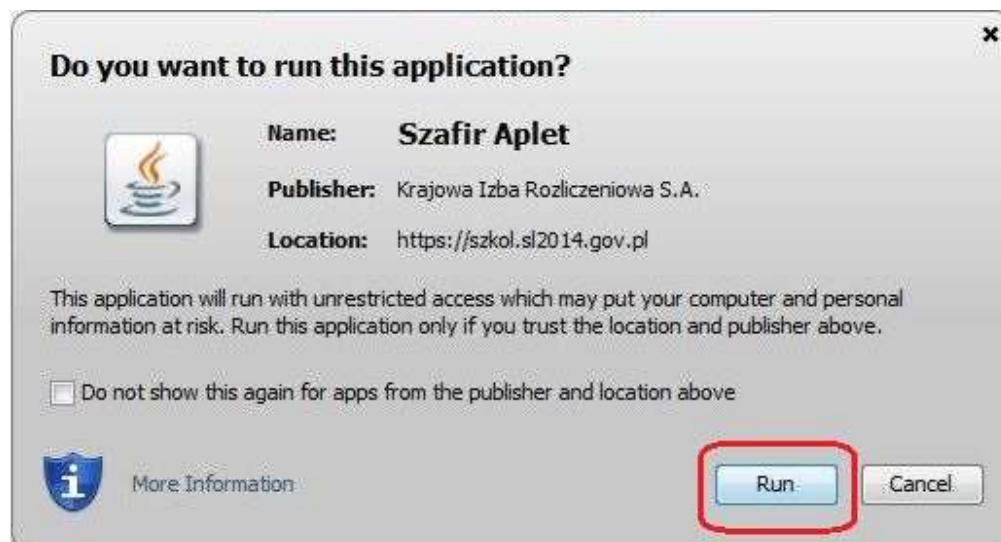 Do you want to run this application?
Name: Szafir Aplet
Publisher: Krajowa Izba Rozliczeniowa S.A.
Location: https://szkol.sl2014.gov.pl
This application will run with unrestricted access which may put your computer and personal
information at risk. Run this application only if you trust the location and publisher above.
Do not show this again for apps from the publisher and location above
More Information
Run
Cancel